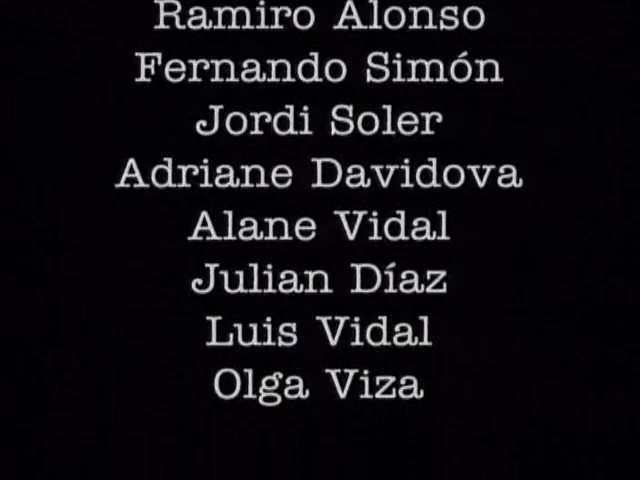 Ramiro Alonso
Fernando Simón
Jordi Soler
Adriane Davidova
Alane Vidal
Julian Díaz
Luis Vidal
Olga Viza